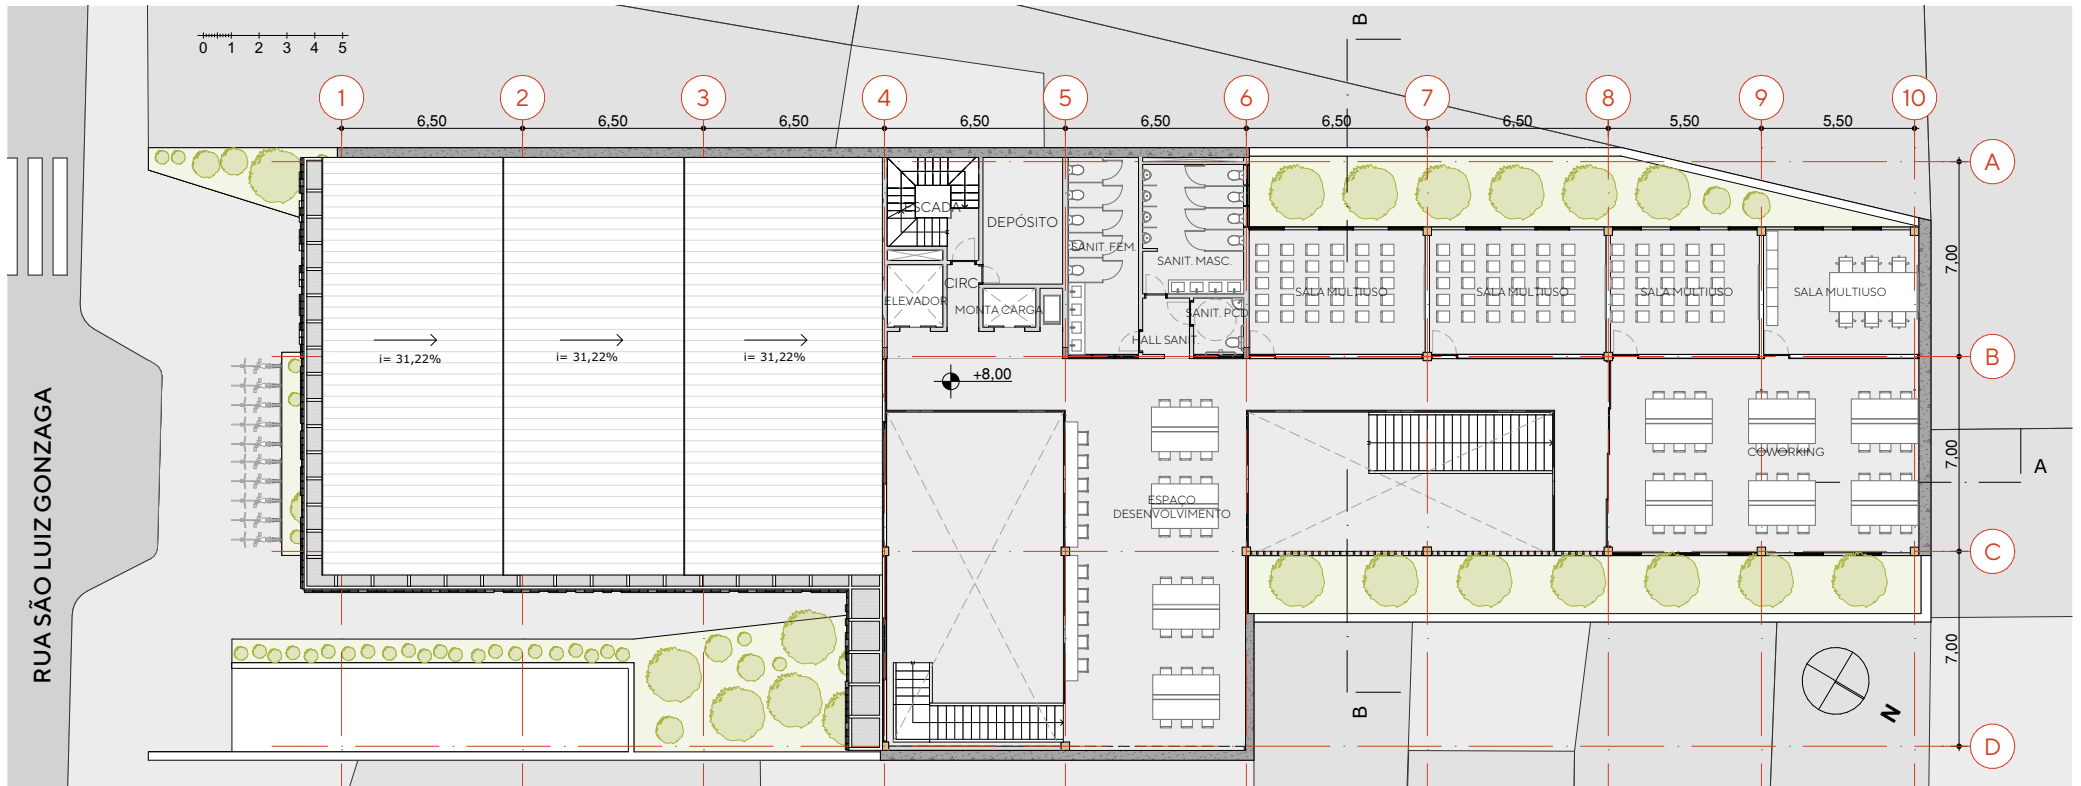 B
0 1 2 3 4 5
1 2 3 4 5 6 7 8 9 10
6,50 6,50 6,50 6,50 6,50 6,50 6,50 5,50 5,50
A
ESCADA
DEPÓSITO
SANIT. FEM.
SANIT. MASC.
7,00
CIRC.
ELEVADOR
MONTA CARGA
SANIT. PCD
HALL SANIT.
SALA MULTIUSO
SALA MULTIUSO
SALA MULTIUSO
SALA MULTIUSO
i= 31,22%
i= 31,22%
i= 31,22%
B
+8,00
RUA SÃO LUIZ GONZAGA
COWORKING
7,00
A
ESPAÇO
DESENVOLVIMENTO
C
7,00
B
N
D